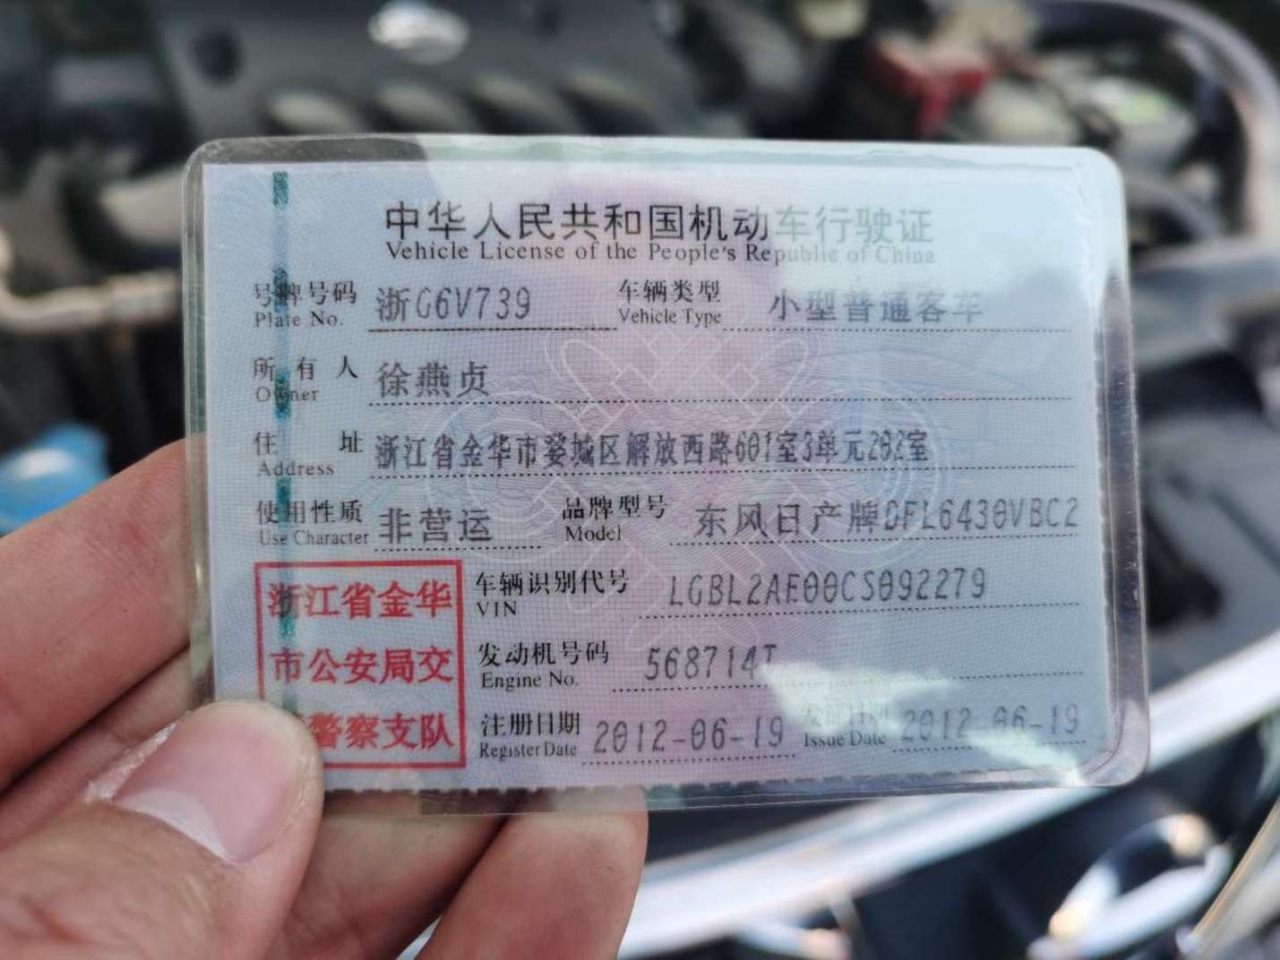 中华人民共和国机动车行驶证
Vehicle License of the People's Republic of China
号牌号码 浙G6V739 车辆类型 小型普通客车
Plate No. Vehicle Type
所有人 徐燕贞
Owner
住址 浙江省金华市婺城区解放西路601室3单元202室
Address
使用性质 非营运 品牌型号 东风日产牌DFL6430VBC2
Use Character Model
浙江省金华 车辆识别代号 LGBL2AE00CS092279
VIN
市公安局交 发动机号码 568714T
Engine No.
警察支队 注册日期 2012-06-19 发证日期 2012-06-19
Register Date Issue Date